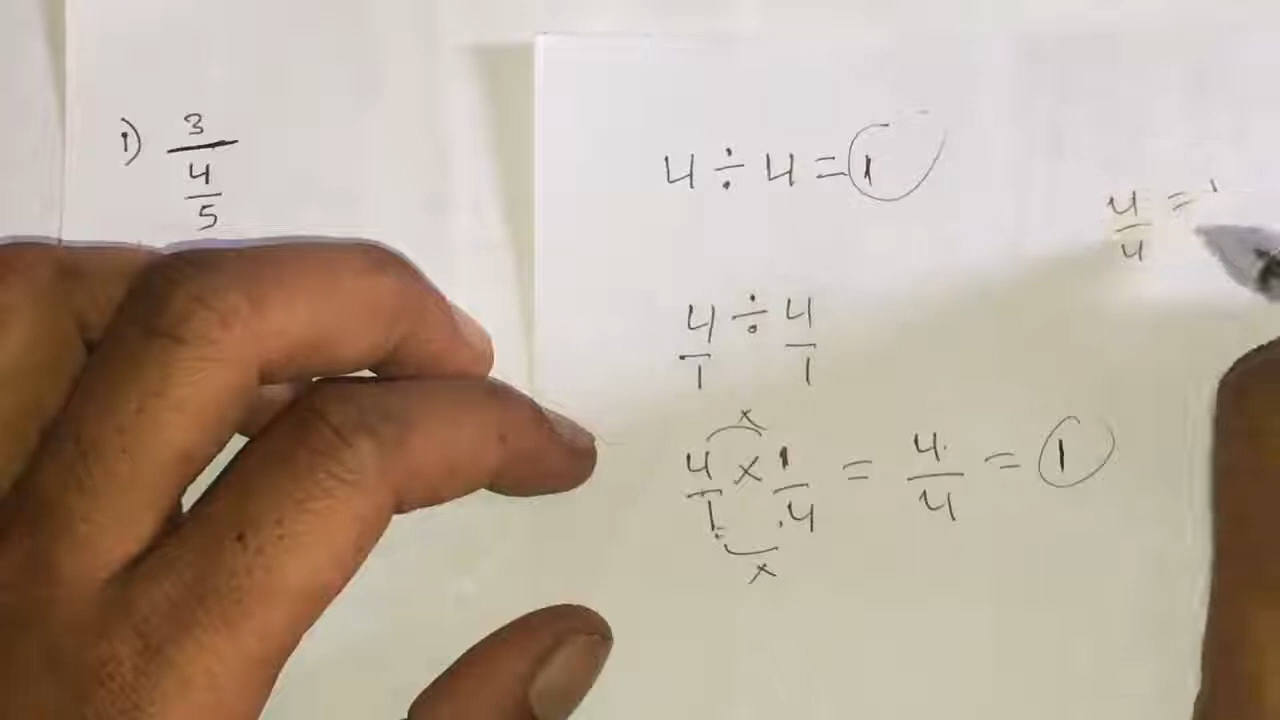 1) 3
4
5
4 ÷ 4 = 1
4/4 =
4/1 ÷ 4/1
x
4/1 x 1/4 = 4/4 = 1
x